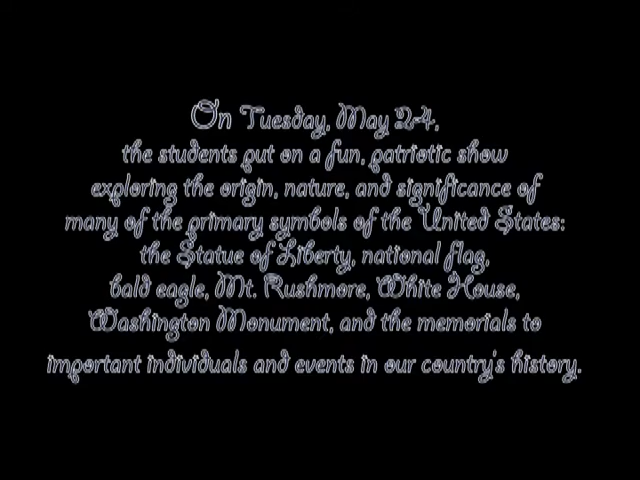 On Tuesday, May 24,
the students put on a fun, patriotic show
exploring the origin, nature, and significance of
many of the primary symbols of the United States:
the Statue of Liberty, national flag,
bald eagle, Mt. Rushmore, White House,
Washington Monument, and the memorials to
important individuals and events in our country's history.